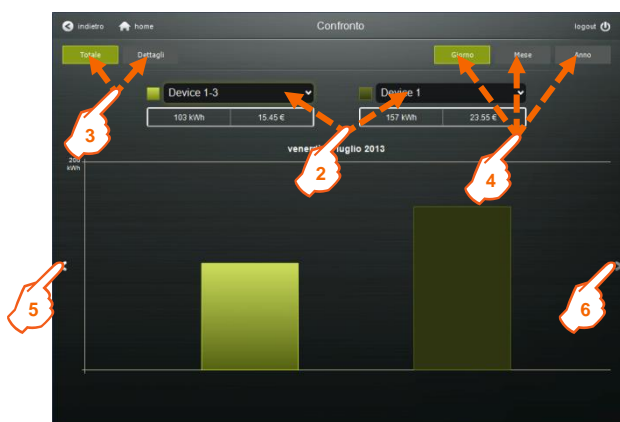 indietro home Confronto logout
Totale Dettagli Giorno Mese Anno
Device 1-3 Device 1
103 kWh 15.45 € 157 kWh 23.55 €
3 2 4
luglio 2013
200
kWh
5 6